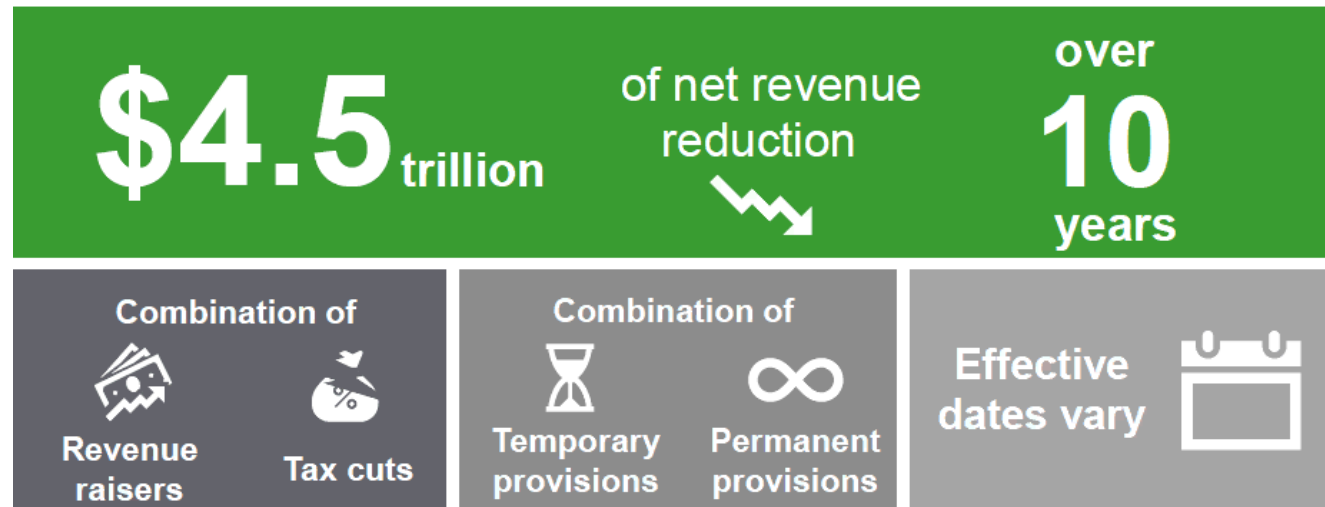 $4.5 trillion
of net revenue
reduction
over
10
years
Combination of
Revenue
raisers
%
Tax cuts
Combination of
Temporary
provisions
Permanent
provisions
Effective
dates vary